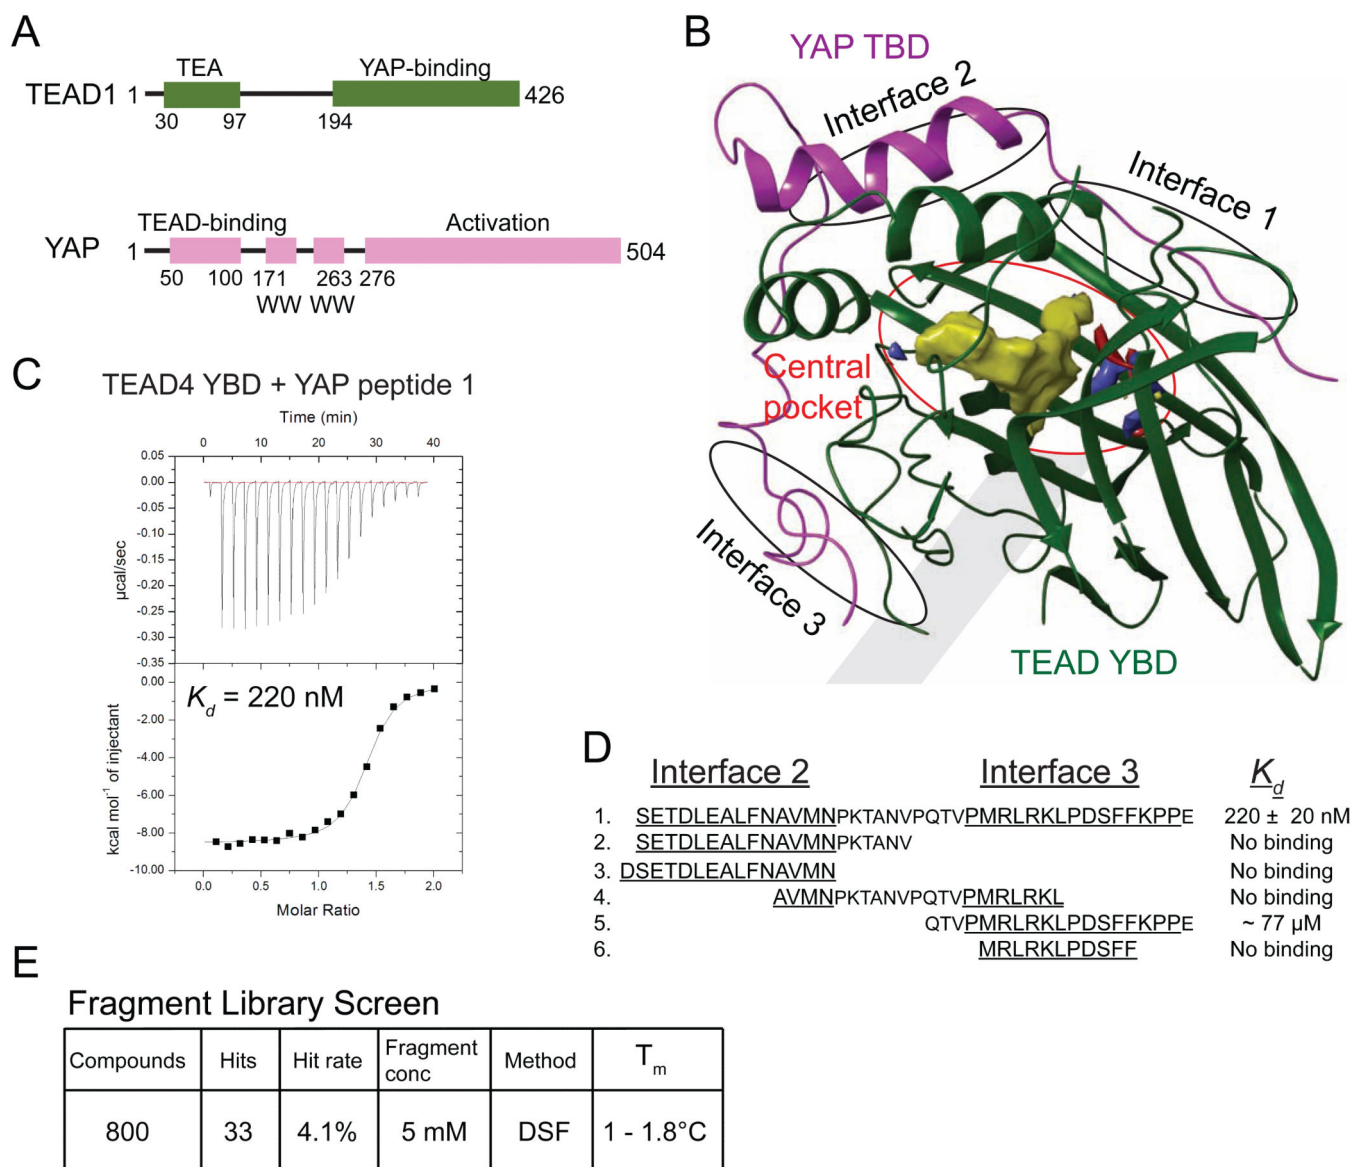 A
TEA
YAP-binding
TEAD1 1
426
30 97 194
TEAD-binding
Activation
YAP 1
504
50 100 171 263 276
WW WW
B
YAP TBD
Interface 2
Interface 1
Central
pocket
Interface 3
TEAD YBD
C
TEAD4 YBD + YAP peptide 1
Time (min)
0 10 20 30 40
0.05
0.00
-0.05
-0.10
-0.15
-0.20
-0.25
-0.30
-0.35
µcal/sec
0.00
-2.00
-4.00
-6.00
-8.00
-10.00
kcal mol-1 of injectant
Kd = 220 nM
0.0 0.5 1.0 1.5 2.0
Molar Ratio
D
Interface 2 Interface 3 Kd
1. SETDLEALFNAVMNPKTANVPQTVPMRLRKLPDSFFKPPE 220 ± 20 nM
2. SETDLEALFNAVMNPKTANV No binding
3. DSETDLEALFNAVMN No binding
4. AVMNPKTANVPQTVPMRLRKL No binding
5. QTVPMRLRKLPDSFFKPPE ~ 77 µM
6. MRLRKLPDSFF No binding
E
Fragment Library Screen
Compounds Hits Hit rate Fragment conc Method Tm
800 33 4.1% 5 mM DSF 1 - 1.8°C